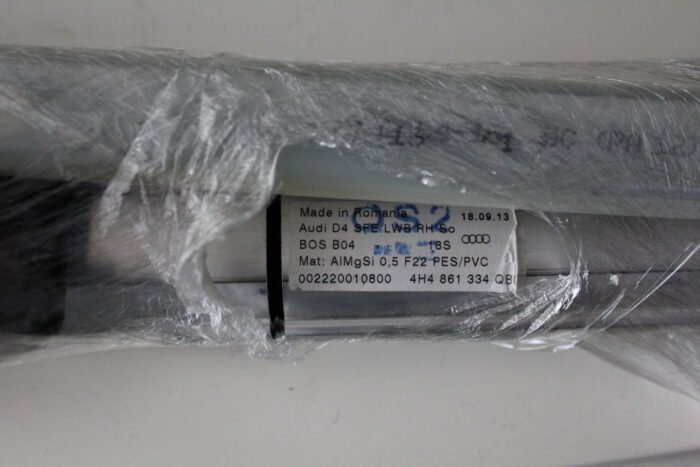 Made in Romania 18.09.13
OS2
Audi D4 SFE LWB RH So
BOS B04 18S
Mat: AlMgSi 0,5 F22 PES/PVC
002220010800 4H4 861 334 QB0